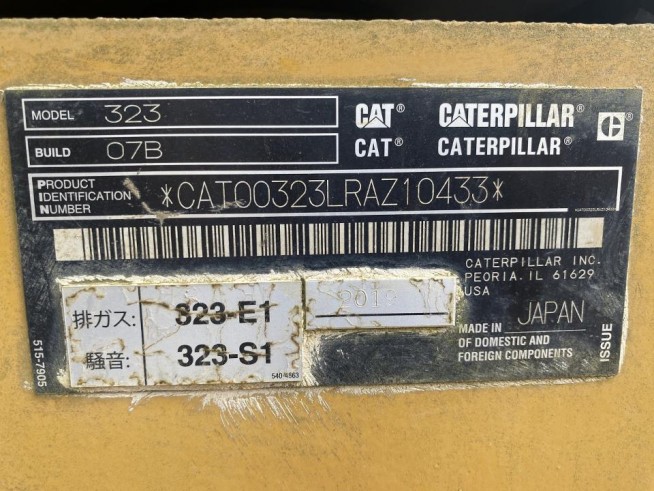 MODEL 323
CAT® CATERPILLAR®
BUILD 07B
CAT® CATERPILLAR®
PRODUCT IDENTIFICATION NUMBER *CAT00323LRAZ10433*
CATERPILLAR INC.
PEORIA. IL 61629
USA
排ガス: 323-E1
騒音: 323-S1
540-4863
MADE IN JAPAN
OF DOMESTIC AND
FOREIGN COMPONENTS
ISSUE
515-7905